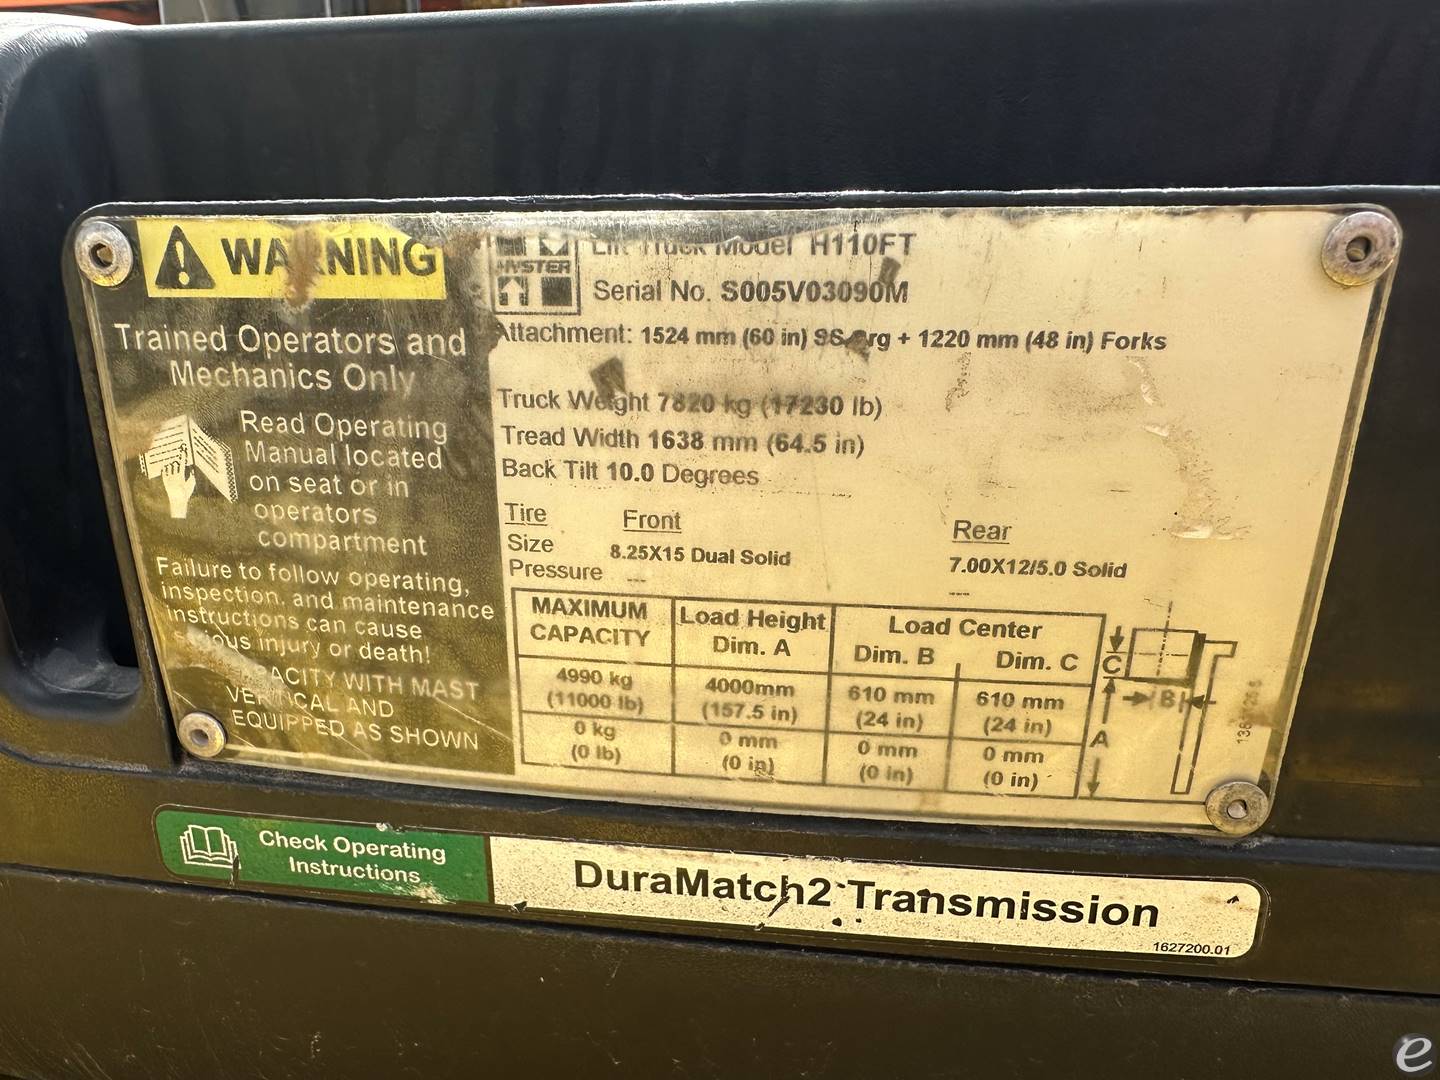 WARNING
Trained Operators and
Mechanics Only
Read Operating
Manual located
on seat or in
operators
compartment
Failure to follow operating,
inspection, and maintenance
instructions can cause
serious injury or death!
CAPACITY WITH MAST
VERTICAL AND
EQUIPPED AS SHOWN
HYSTER
Lift Truck Model H110FT
Serial No. S005V03090M
Attachment: 1524 mm (60 in) SS + 1220 mm (48 in) Forks
Truck Weight 7820 kg (17230 lb)
Tread Width 1638 mm (64.5 in)
Back Tilt 10.0 Degrees
Tire Front Rear
Size 8.25X15 Dual Solid 7.00X12/5.0 Solid
Pressure --- ---
MAXIMUM CAPACITY Load Height Dim. A Load Center Dim. B Dim. C
4990 kg 4000mm 610 mm 610 mm
(11000 lb) (157.5 in) (24 in) (24 in)
0 kg 0 mm 0 mm 0 mm
(0 lb) (0 in) (0 in) (0 in)
C
B
A
Check Operating
Instructions
DuraMatch2 Transmission
1627200.01
e